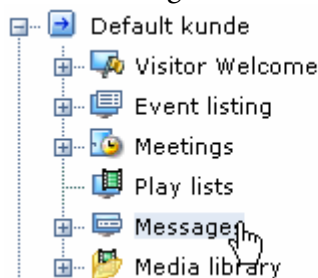 Default kunde
Visitor Welcome
Event listing
Meetings
Play lists
Messages
Media library